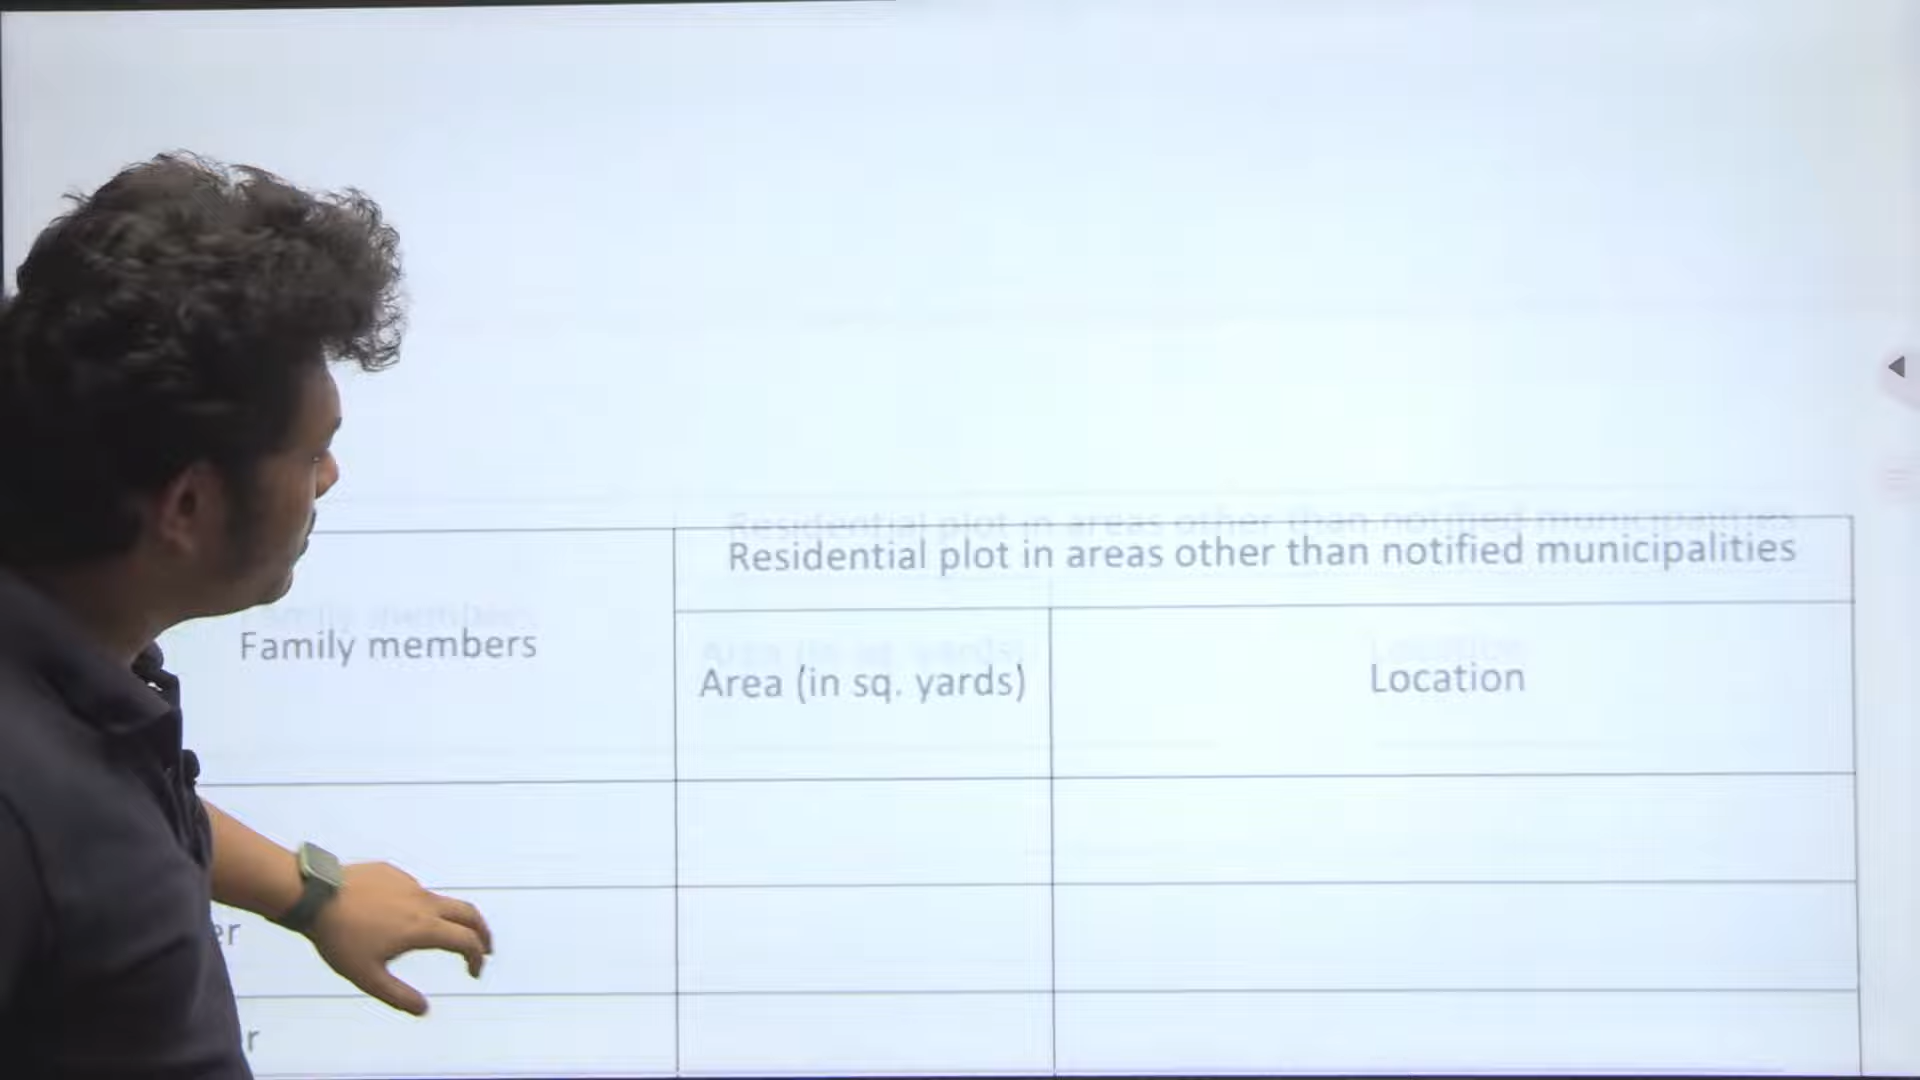 Residential plot in areas other than notified municipalities
Family members
Area (in sq. yards)
Location